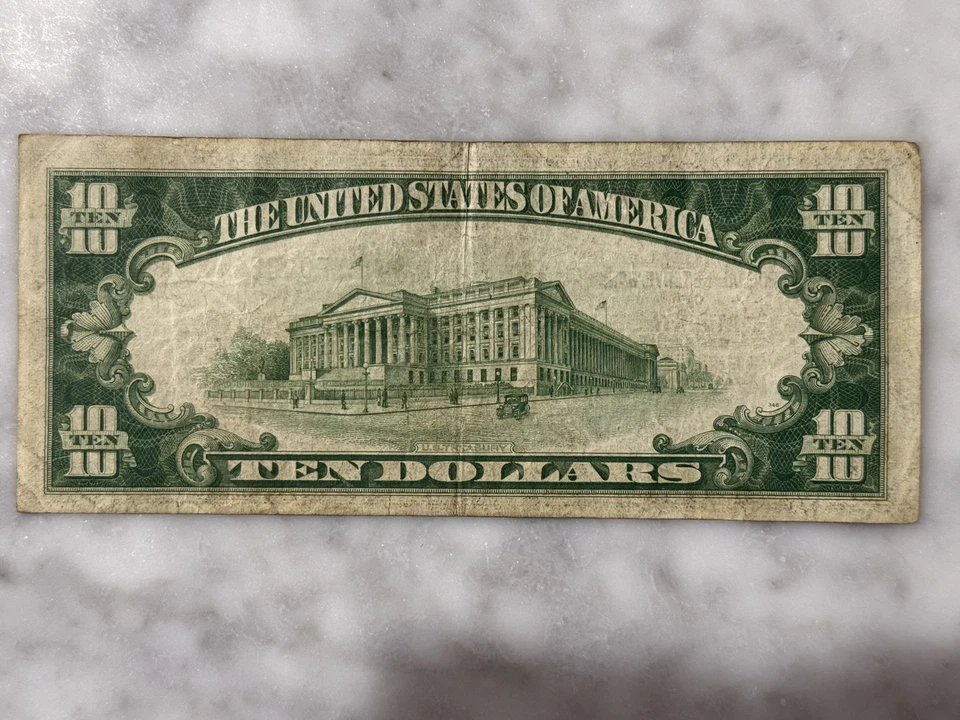 10 TEN 10
THE UNITED STATES OF AMERICA
10 TEN 10
10 TEN 10
U.S. TREASURY
TEN DOLLARS
10 TEN 10